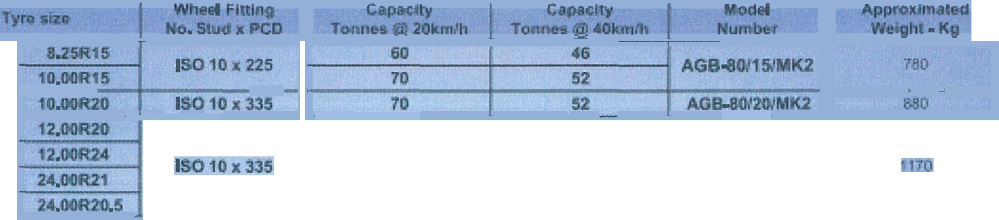 Tyre size
Wheel Fitting
No. Stud x PCD
Capacity
Tonnes @ 20km/h
Capacity
Tonnes @ 40km/h
Model
Number
Approximated
Weight - Kg
8.25R15
ISO 10 x 225
60
46
AGB-80/15/MK2
780
10.00R15
70
52
10.00R20
ISO 10 x 335
70
52
AGB-80/20/MK2
880
12.00R20
12.00R24
ISO 10 x 335
1170
24.00R21
24.00R20.5